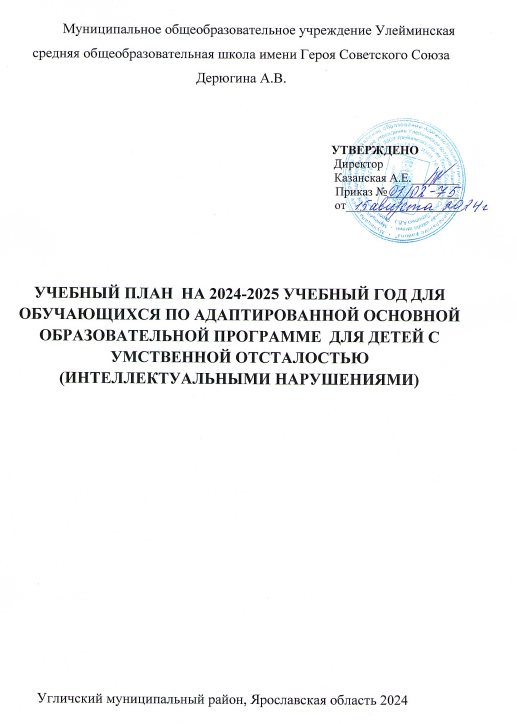 Муниципальное общеобразовательное учреждение Улейминская
средняя общеобразовательная школа имени Героя Советского Союза
Дерюгина А.В.
УТВЕРЖДЕНО
Директор
Казанская А.Е.
Приказ № 01/02-75
от 15 августа 2024 г
УЧЕБНЫЙ ПЛАН НА 2024-2025 УЧЕБНЫЙ ГОД ДЛЯ
ОБУЧАЮЩИХСЯ ПО АДАПТИРОВАННОЙ ОСНОВНОЙ
ОБРАЗОВАТЕЛЬНОЙ ПРОГРАММЕ ДЛЯ ДЕТЕЙ С
УМСТВЕННОЙ ОТСТАЛОСТЬЮ
(ИНТЕЛЛЕКТУАЛЬНЫМИ НАРУШЕНИЯМИ)
Угличский муниципальный район, Ярославская область 2024